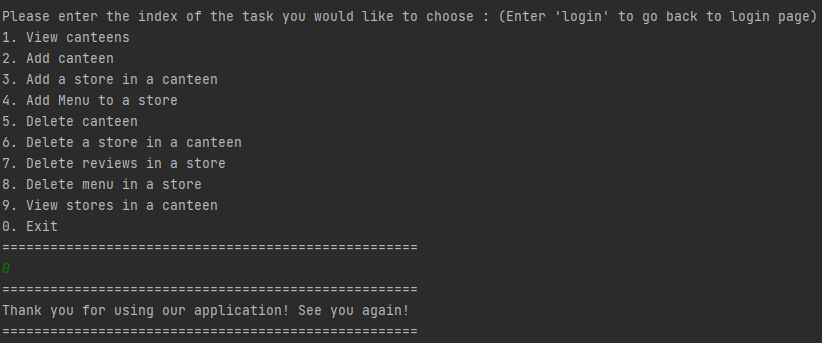 Please enter the index of the task you would like to choose : (Enter 'login' to go back to login page)
1. View canteens
2. Add canteen
3. Add a store in a canteen
4. Add Menu to a store
5. Delete canteen
6. Delete a store in a canteen
7. Delete reviews in a store
8. Delete menu in a store
9. View stores in a canteen
0. Exit
====================================================
0
====================================================
Thank you for using our application! See you again!
====================================================